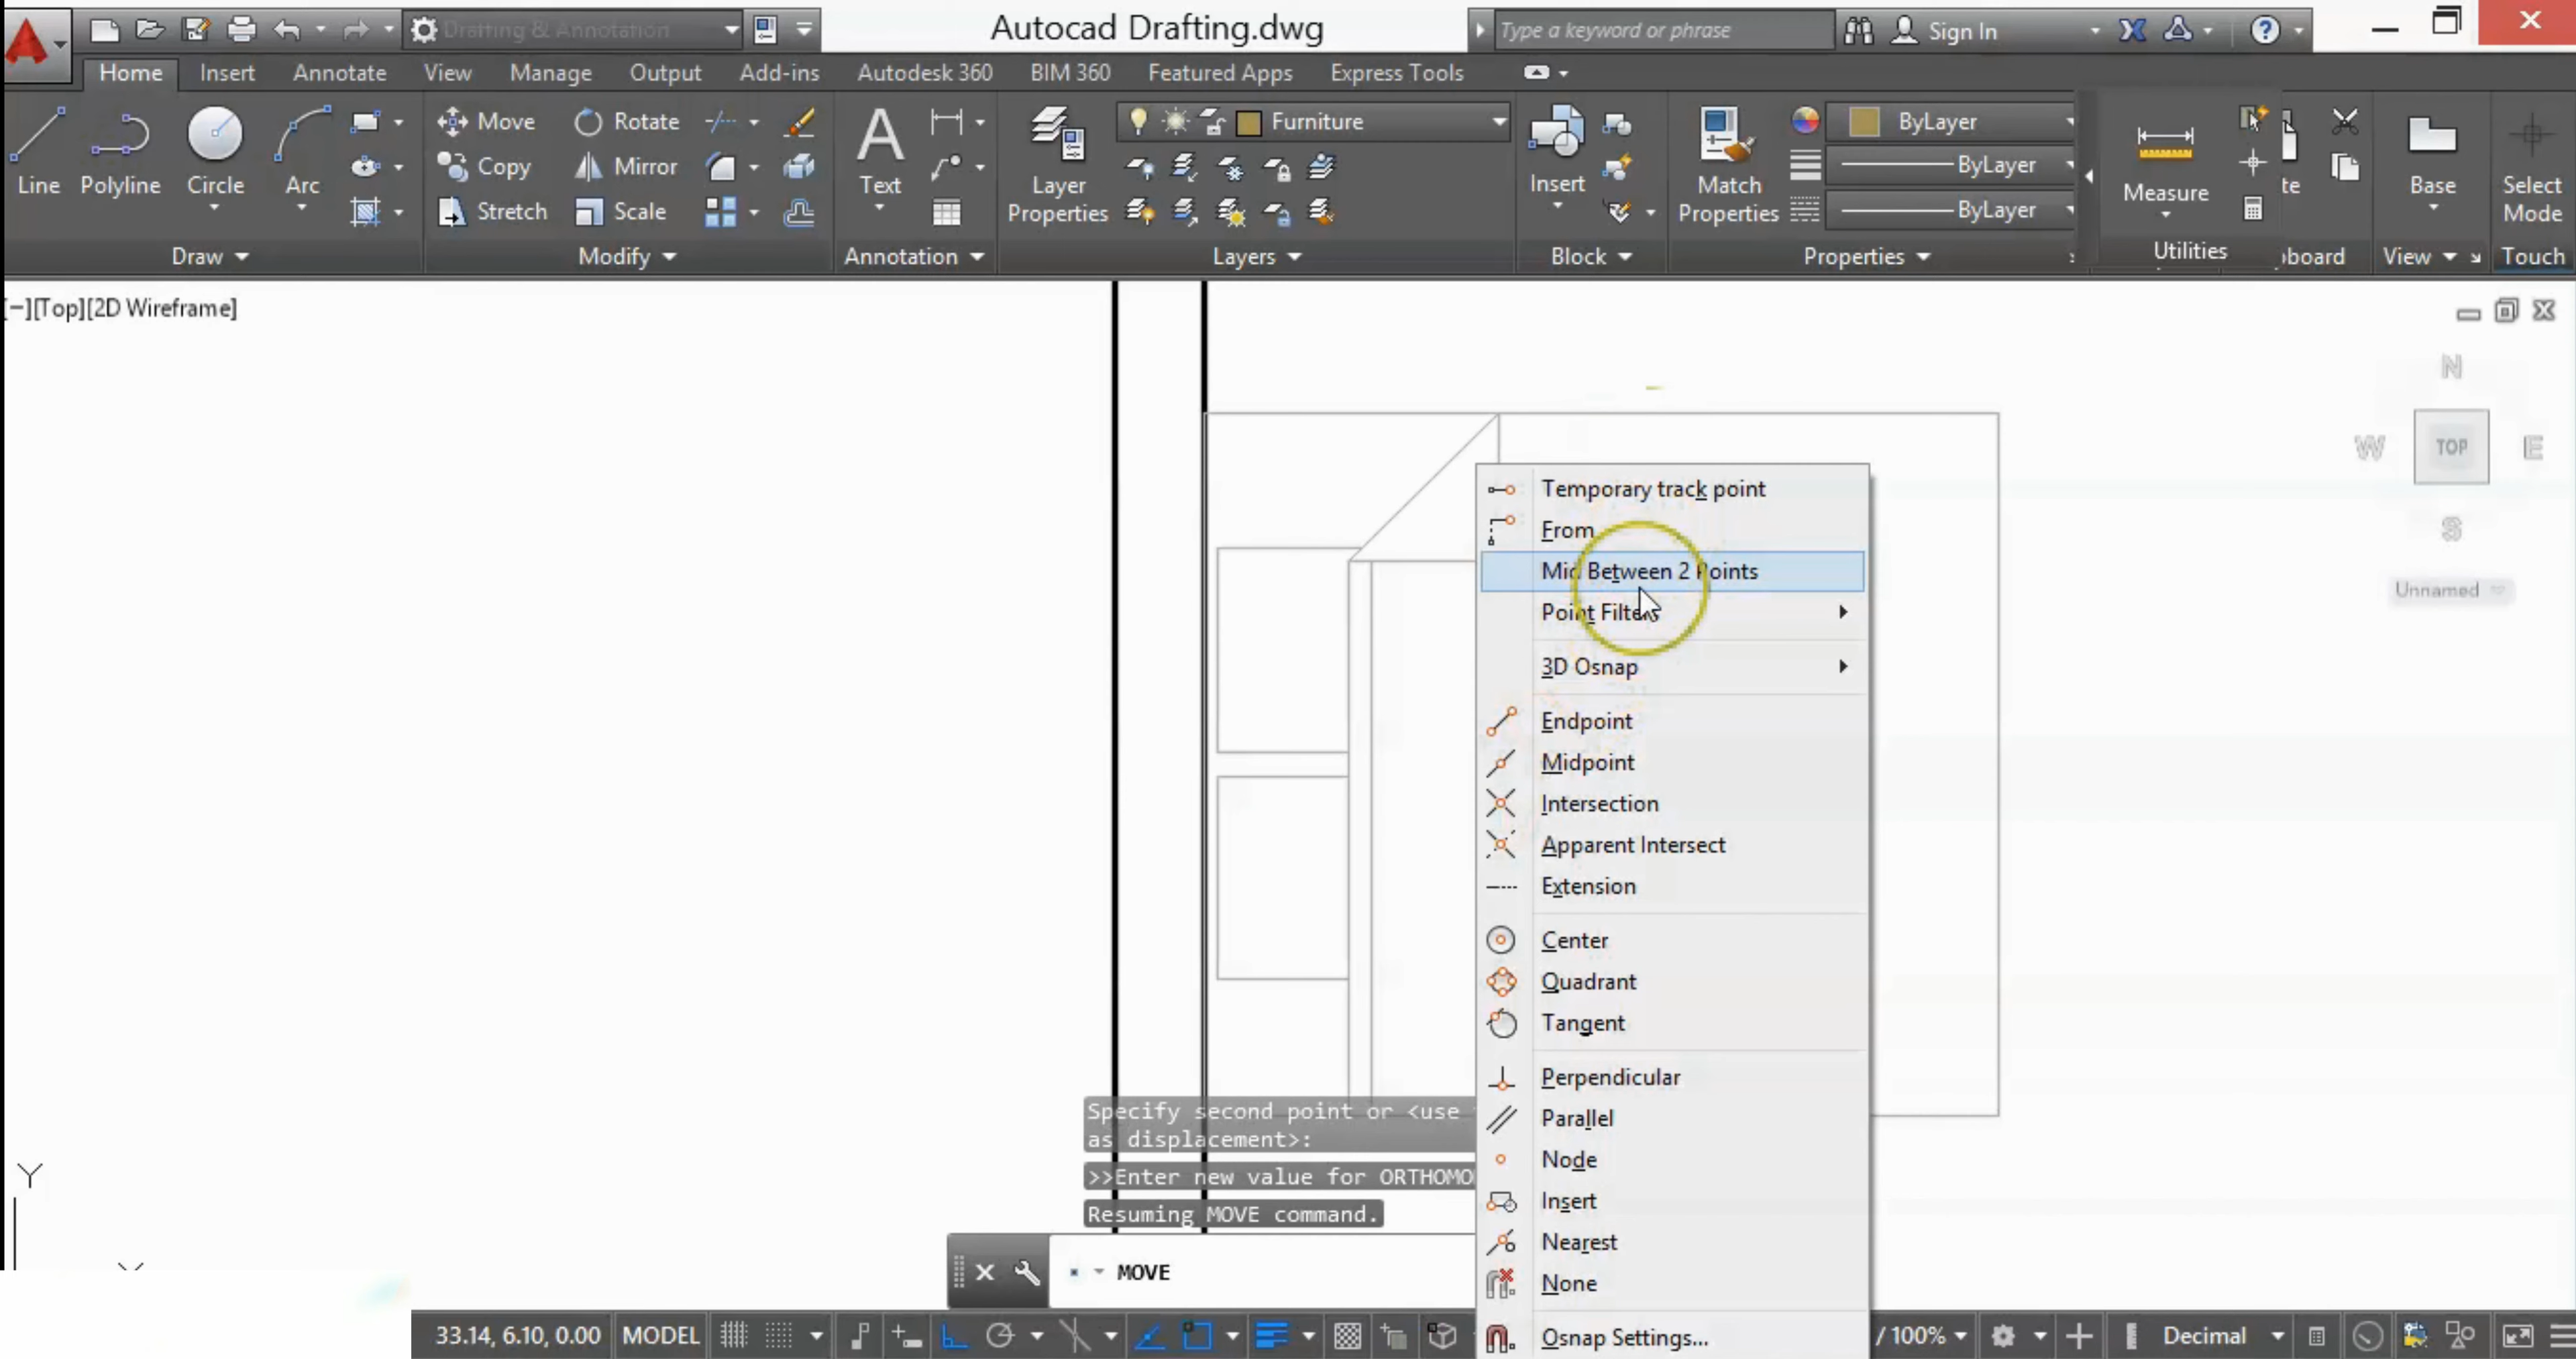 Autocad Drafting.dwg
Drafting & Annotation
Type a keyword or phrase
Sign In
Home Insert Annotate View Manage Output Add-ins Autodesk 360 BIM 360 Featured Apps Express Tools
Line Polyline Circle Arc
Draw
Move Rotate
Copy Mirror
Stretch Scale
Modify
A
Text
Annotation
Layer
Properties
Furniture
Layers
Insert
Block
Match
Properties
ByLayer
ByLayer
ByLayer
Properties
Measure
Utilities
te
board
Base
View
Select
Mode
Touch
[−][Top][2D Wireframe]
N
W TOP E
S
Unnamed
Temporary track point
From
Mid Between 2 Points
Point Filters
3D Osnap
Endpoint
Midpoint
Intersection
Apparent Intersect
Extension
Center
Quadrant
Tangent
Perpendicular
Parallel
Node
Insert
Nearest
None
Osnap Settings...
Specify second point or <use
as displacement>:
>>Enter new value for ORTHOMO
Resuming MOVE command.
MOVE
Y
33.14, 6.10, 0.00 MODEL / 100% Decimal